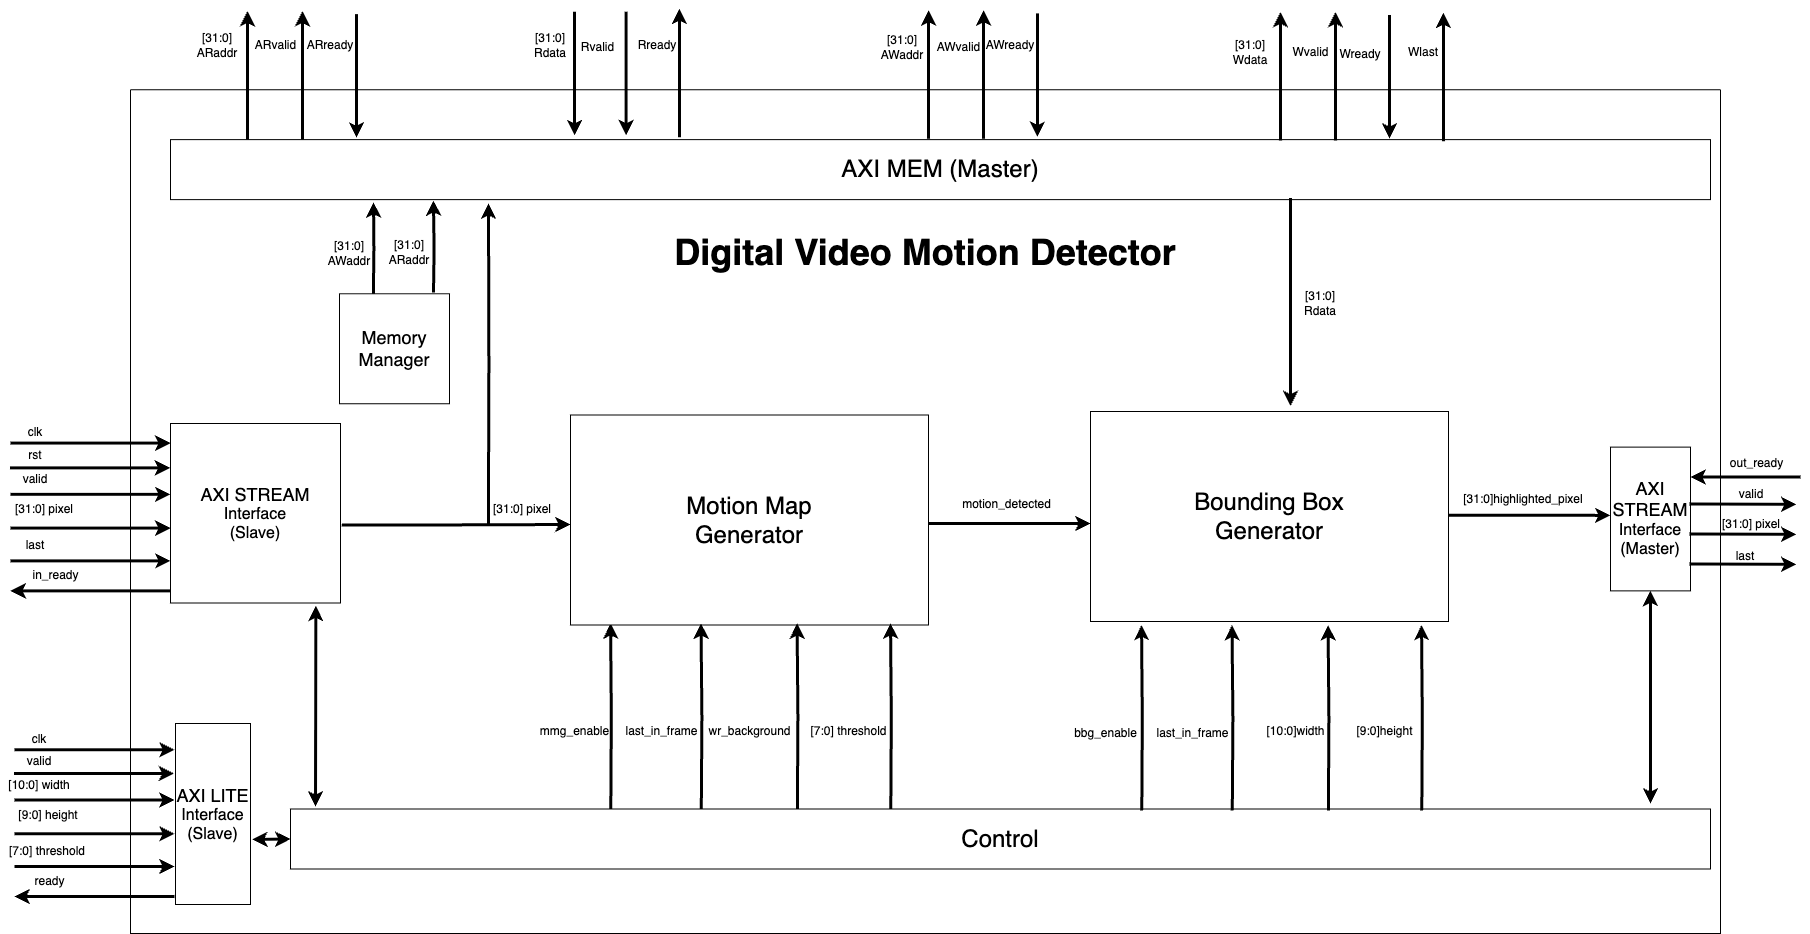 [31:0]
ARaddr
ARvalid
ARready
[31:0]
Rdata
Rvalid
Rready
[31:0]
AWaddr
AWvalid
AWready
[31:0]
Wdata
Wvalid
Wready
Wlast
AXI MEM (Master)
[31:0]
AWaddr
[31:0]
ARaddr
Digital Video Motion Detector
[31:0]
Rdata
Memory
Manager
clk
rst
valid
[31:0] pixel
last
in_ready
AXI STREAM
Interface
(Slave)
[31:0] pixel
Motion Map
Generator
motion_detected
Bounding Box
Generator
[31:0]highlighted_pixel
AXI
STREAM
Interface
(Master)
out_ready
valid
[31:0] pixel
last
mmg_enable
last_in_frame
wr_background
[7:0] threshold
bbg_enable
last_in_frame
[10:0]width
[9:0]height
clk
valid
[10:0] width
[9:0] height
[7:0] threshold
ready
AXI LITE
Interface
(Slave)
Control